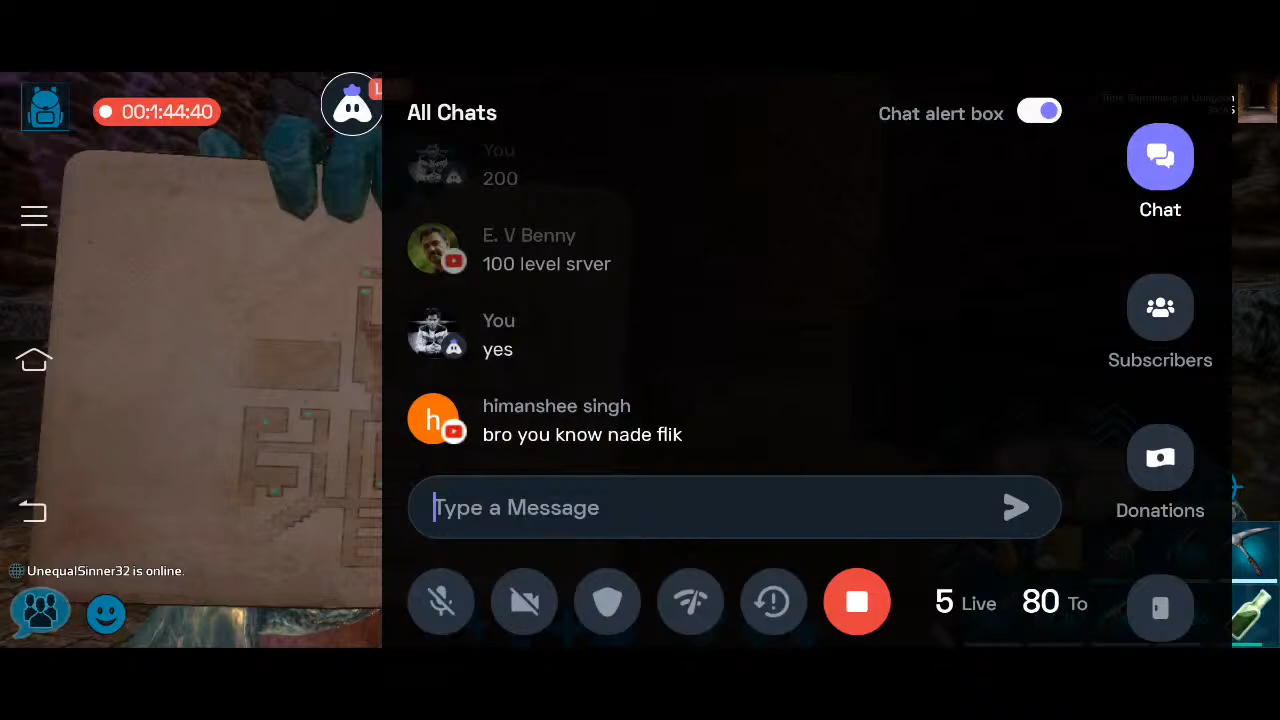 00:1:44:40
All Chats
Chat alert box
You
200
E. V Benny
100 level srver
You
yes
himanshee singh
h
bro you know nade flik
Type a Message
Chat
Subscribers
Donations
UnequalSinner32 is online.
5 Live 80 To